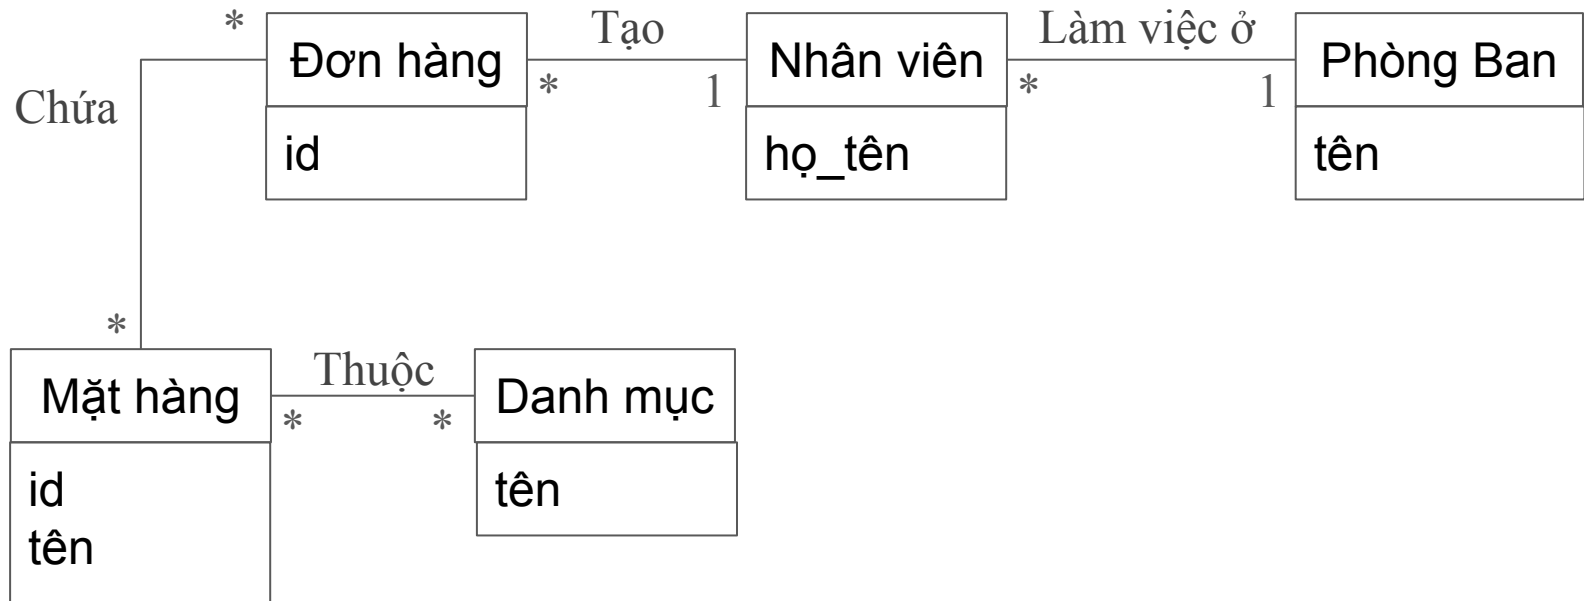 * Đơn hàng Tạo Nhân viên Làm việc ở Phòng Ban
* 1 * 1
Chứa
id họ_tên tên
*
Mặt hàng Thuộc Danh mục
* *
id tên
tên